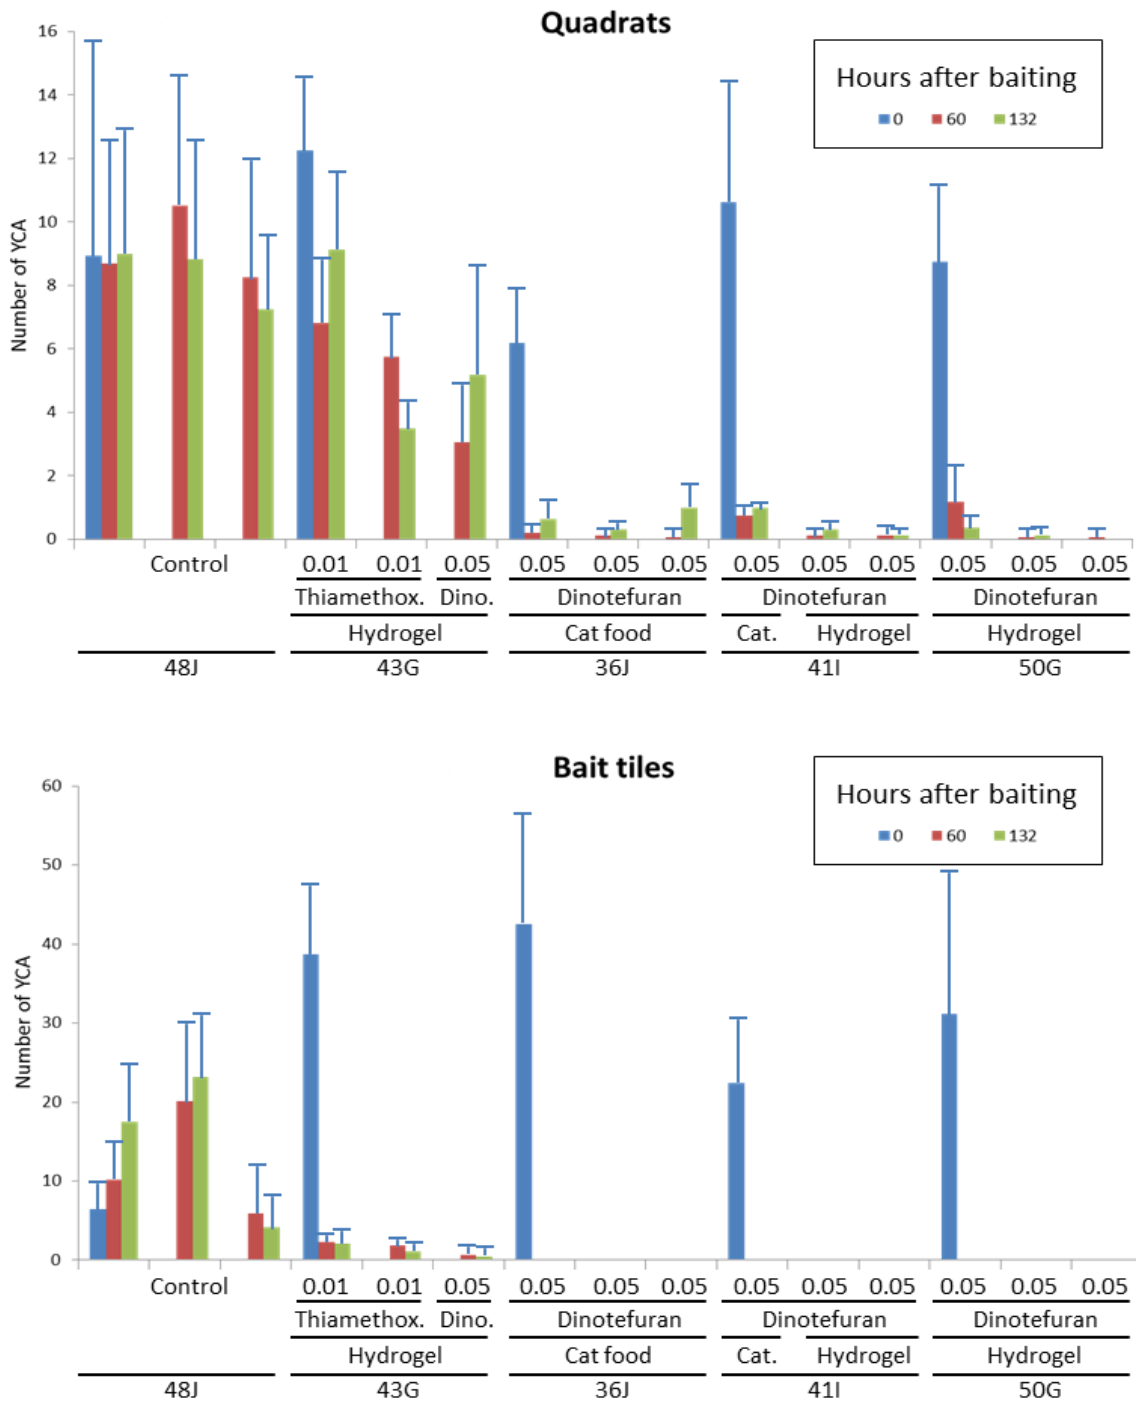 Quadrats
Hours after baiting
0 60 132
Number of YCA
16
14
12
10
8
6
4
2
0
Control 0.01 0.01 0.05 0.05 0.05 0.05 0.05 0.05 0.05 0.05 0.05 0.05
Thiamethox. Dino. Dinotefuran Dinotefuran Dinotefuran
Hydrogel Cat food Cat. Hydrogel Hydrogel
48J 43G 36J 41I 50G
Bait tiles
Hours after baiting
0 60 132
Number of YCA
60
50
40
30
20
10
0
Control 0.01 0.01 0.05 0.05 0.05 0.05 0.05 0.05 0.05 0.05 0.05 0.05
Thiamethox. Dino. Dinotefuran Dinotefuran Dinotefuran
Hydrogel Cat food Cat. Hydrogel Hydrogel
48J 43G 36J 41I 50G